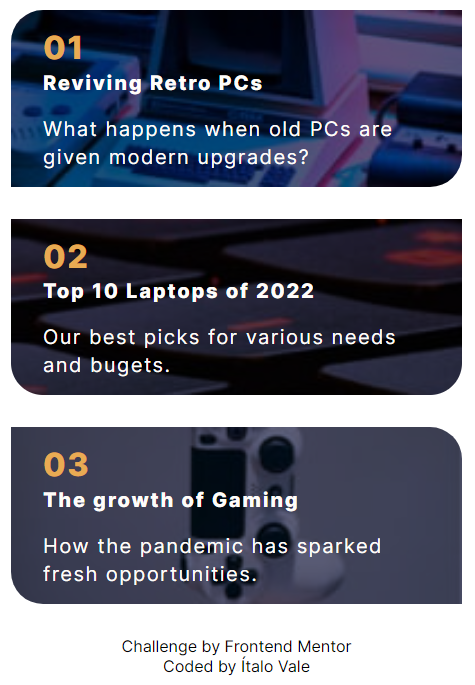 01
Reviving Retro PCs
What happens when old PCs are
given modern upgrades?
02
Top 10 Laptops of 2022
Our best picks for various needs
and bugets.
03
The growth of Gaming
How the pandemic has sparked
fresh opportunities.
Challenge by Frontend Mentor
Coded by Ítalo Vale